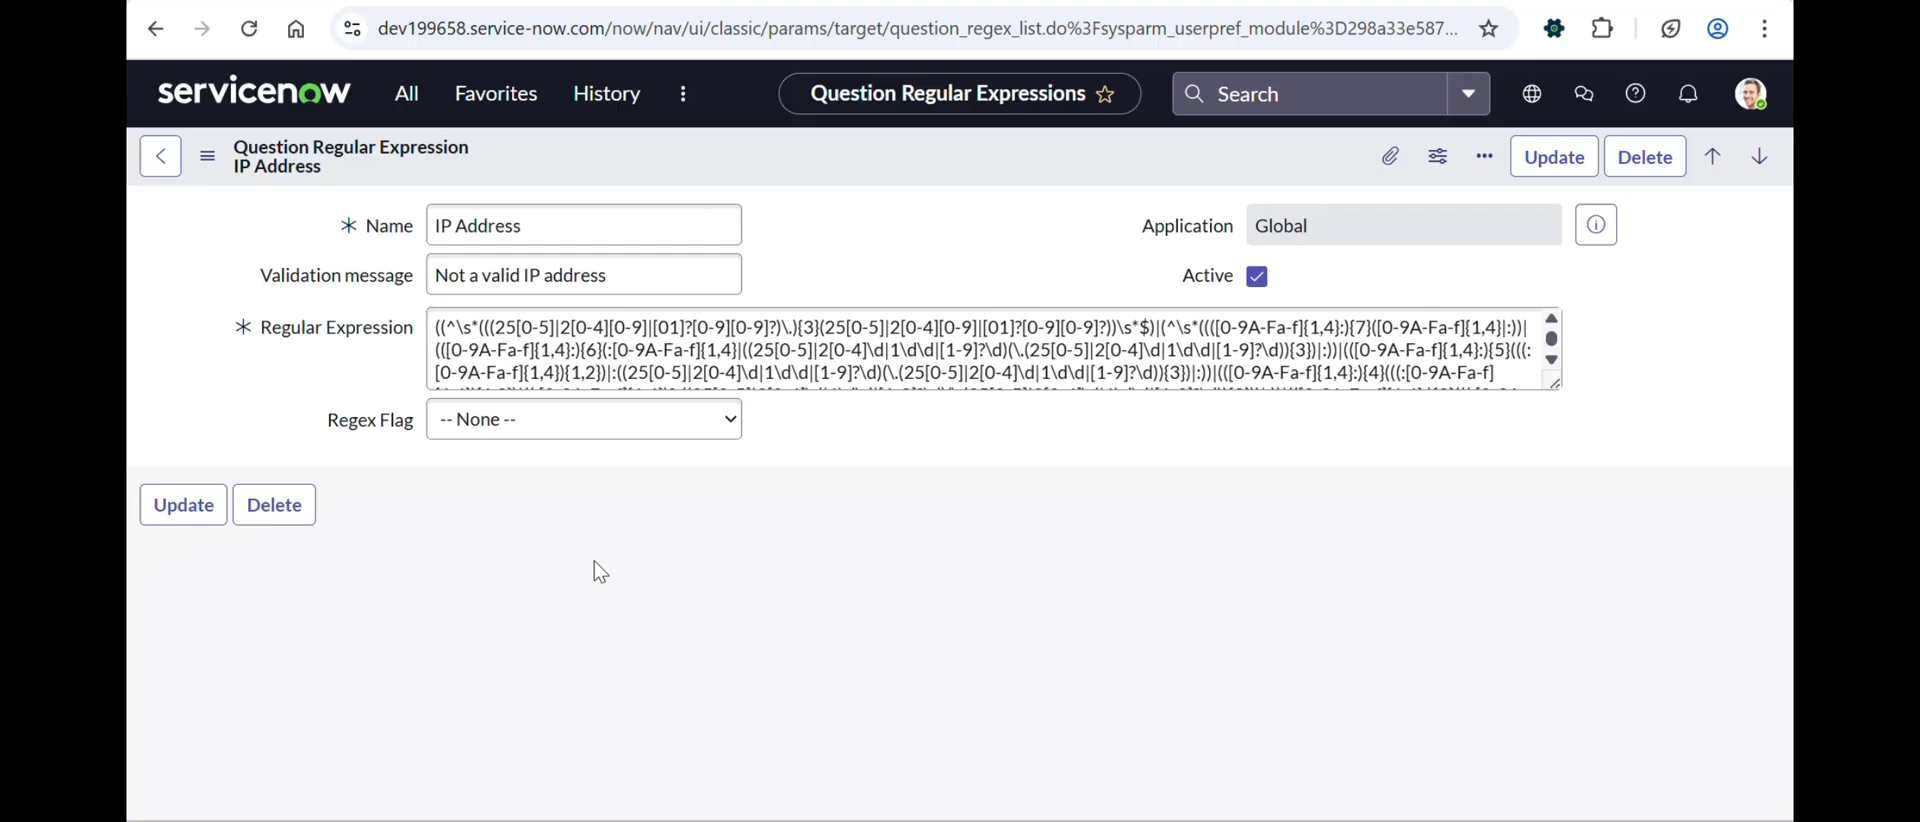 dev199658.service-now.com/now/nav/ui/classic/params/target/question_regex_list.do%3Fsysparm_userpref_module%3D298a33e587...
servicenow All Favorites History Question Regular Expressions Search
Question Regular Expression
IP Address
Update Delete
Name IP Address Application Global
Validation message Not a valid IP address Active
Regular Expression ((^\s*(((25[0-5]|2[0-4][0-9]|[01]?[0-9][0-9]?)\.){3}(25[0-5]|2[0-4][0-9]|[01]?[0-9][0-9]?))\s*$)|(^\s*((([0-9A-Fa-f]{1,4}:){7}([0-9A-Fa-f]{1,4}|:))|
(([0-9A-Fa-f]{1,4}:){6}(:[0-9A-Fa-f]{1,4}|((25[0-5]|2[0-4]\d|1\d\d|[1-9]?\d)(\.(25[0-5]|2[0-4]\d|1\d\d|[1-9]?\d)){3})|:))|(([0-9A-Fa-f]{1,4}:){5}(((:
[0-9A-Fa-f]{1,4}){1,2})|:((25[0-5]|2[0-4]\d|1\d\d|[1-9]?\d)(\.(25[0-5]|2[0-4]\d|1\d\d|[1-9]?\d)){3})|:))|(([0-9A-Fa-f]{1,4}:){4}(((:[0-9A-Fa-f]
Regex Flag -- None --
Update Delete